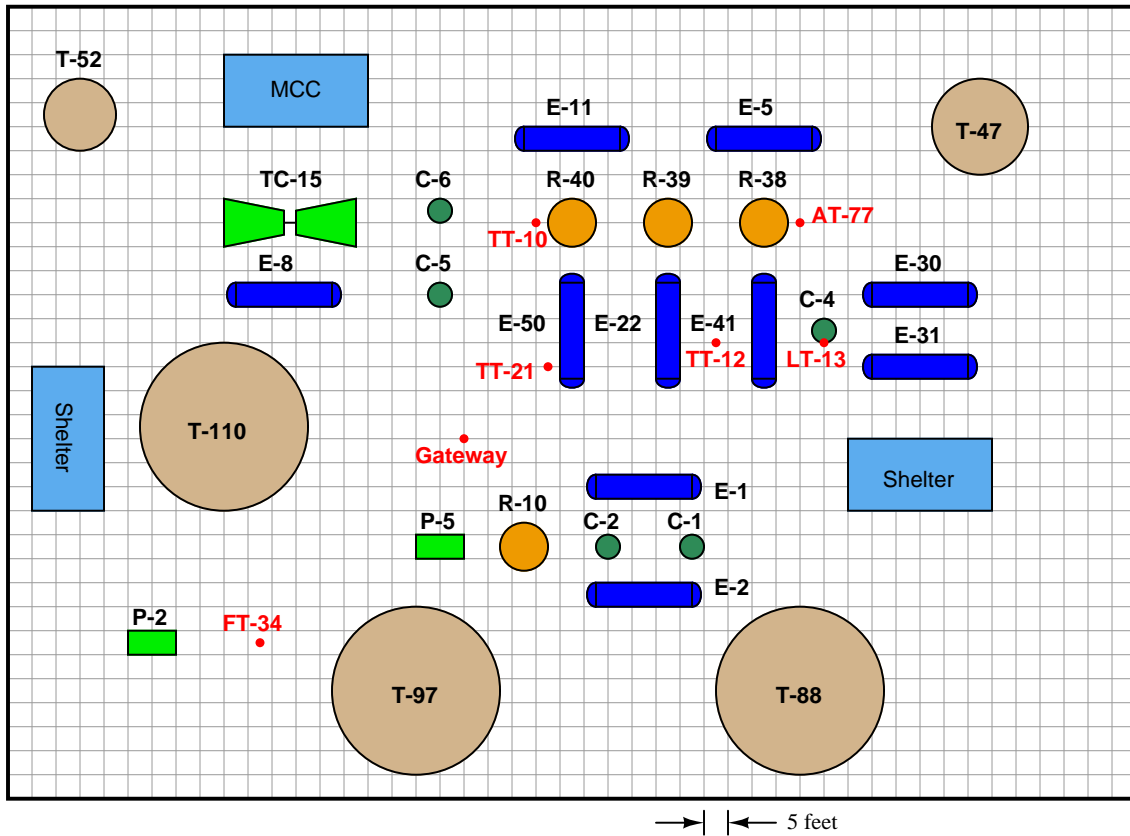 T-52
MCC
E-11
E-5
T-47
TC-15
C-6
R-40
R-39
R-38
AT-77
TT-10
E-8
C-5
E-30
C-4
E-50
E-22
E-41
E-31
TT-21
TT-12
LT-13
Shelter
T-110
Gateway
Shelter
E-1
R-10
P-5
C-2
C-1
E-2
P-2
FT-34
T-97
T-88
5 feet